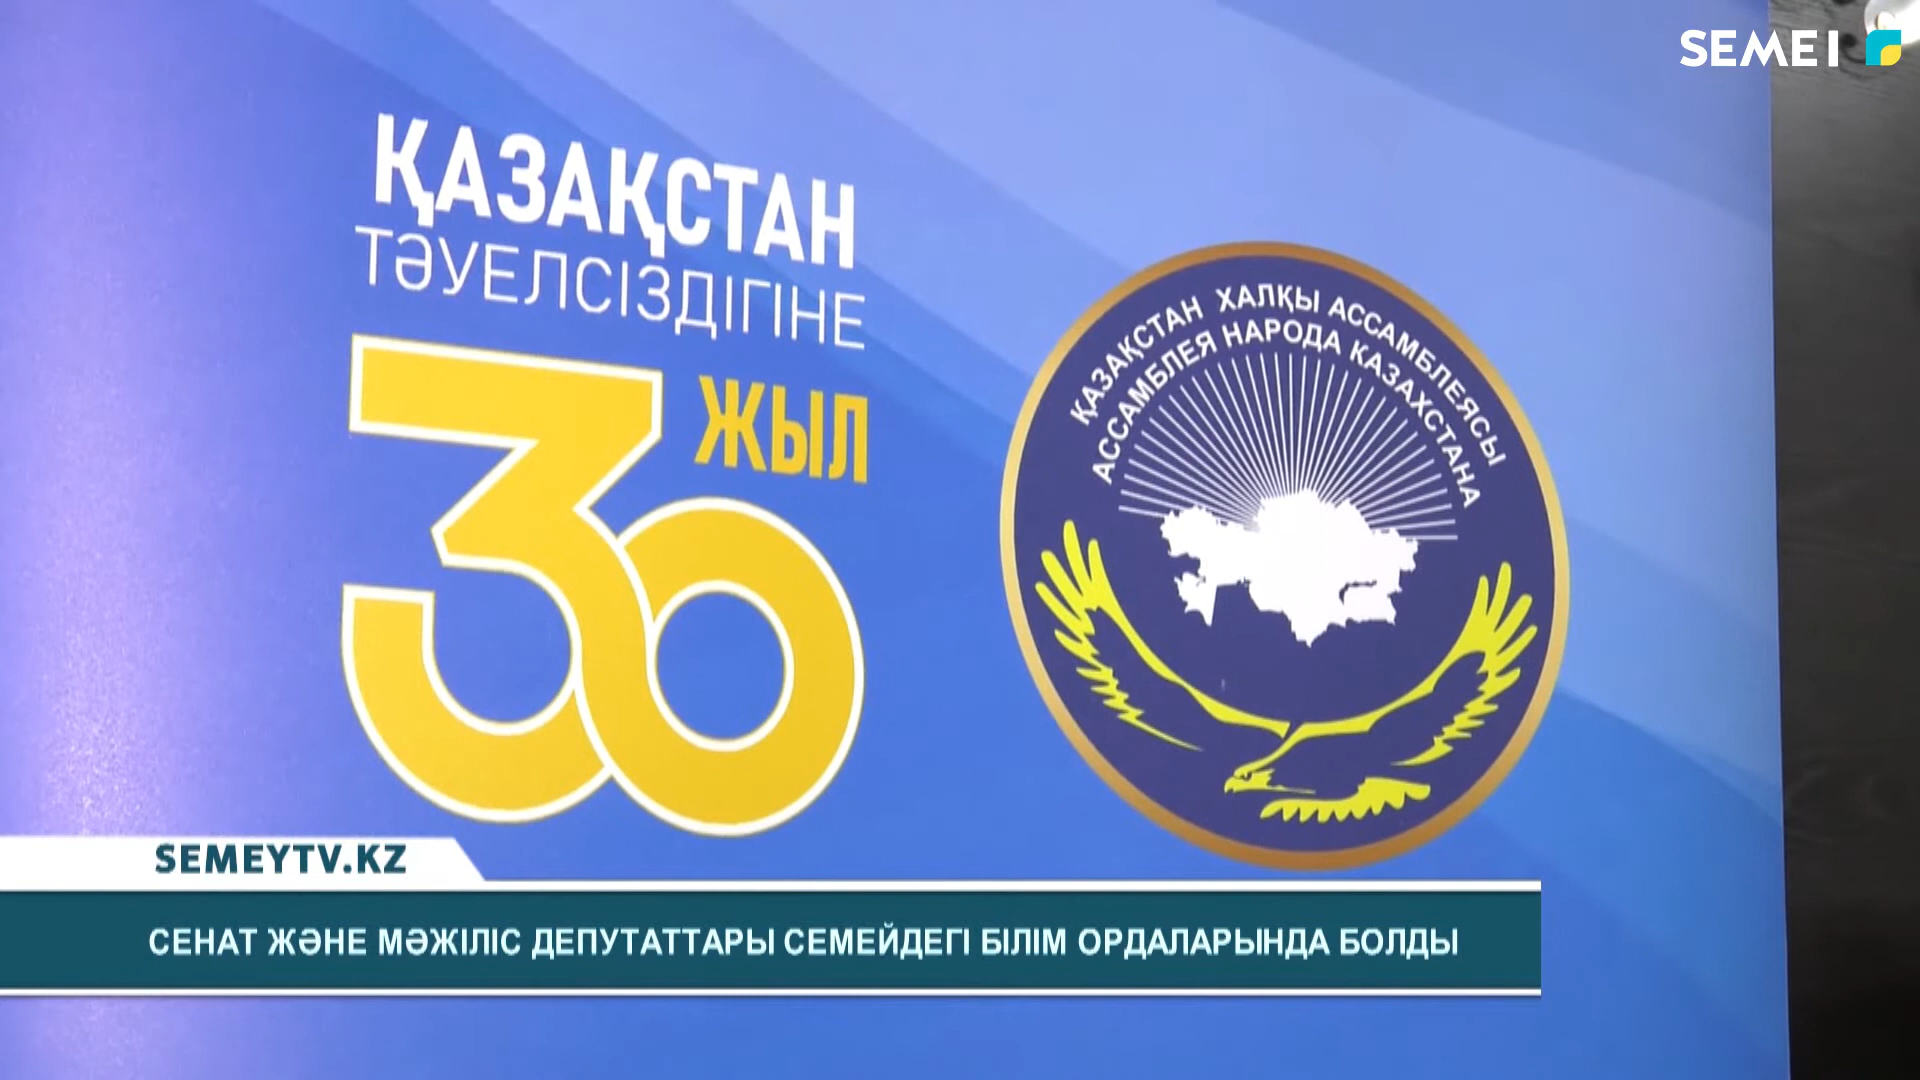 SEMEI
ҚАЗАҚСТАН
ТӘУЕЛСІЗДІГІНЕ
30 ЖЫЛ
ҚАЗАҚСТАН ХАЛҚЫ АССАМБЛЕЯСЫ
АССАМБЛЕЯ НАРОДА КАЗАХСТАНА
SEMEYTV.KZ
СЕНАТ ЖӘНЕ МӘЖІЛІС ДЕПУТАТТАРЫ СЕМЕЙДЕГІ БІЛІМ ОРДАЛАРЫНДА БОЛДЫ